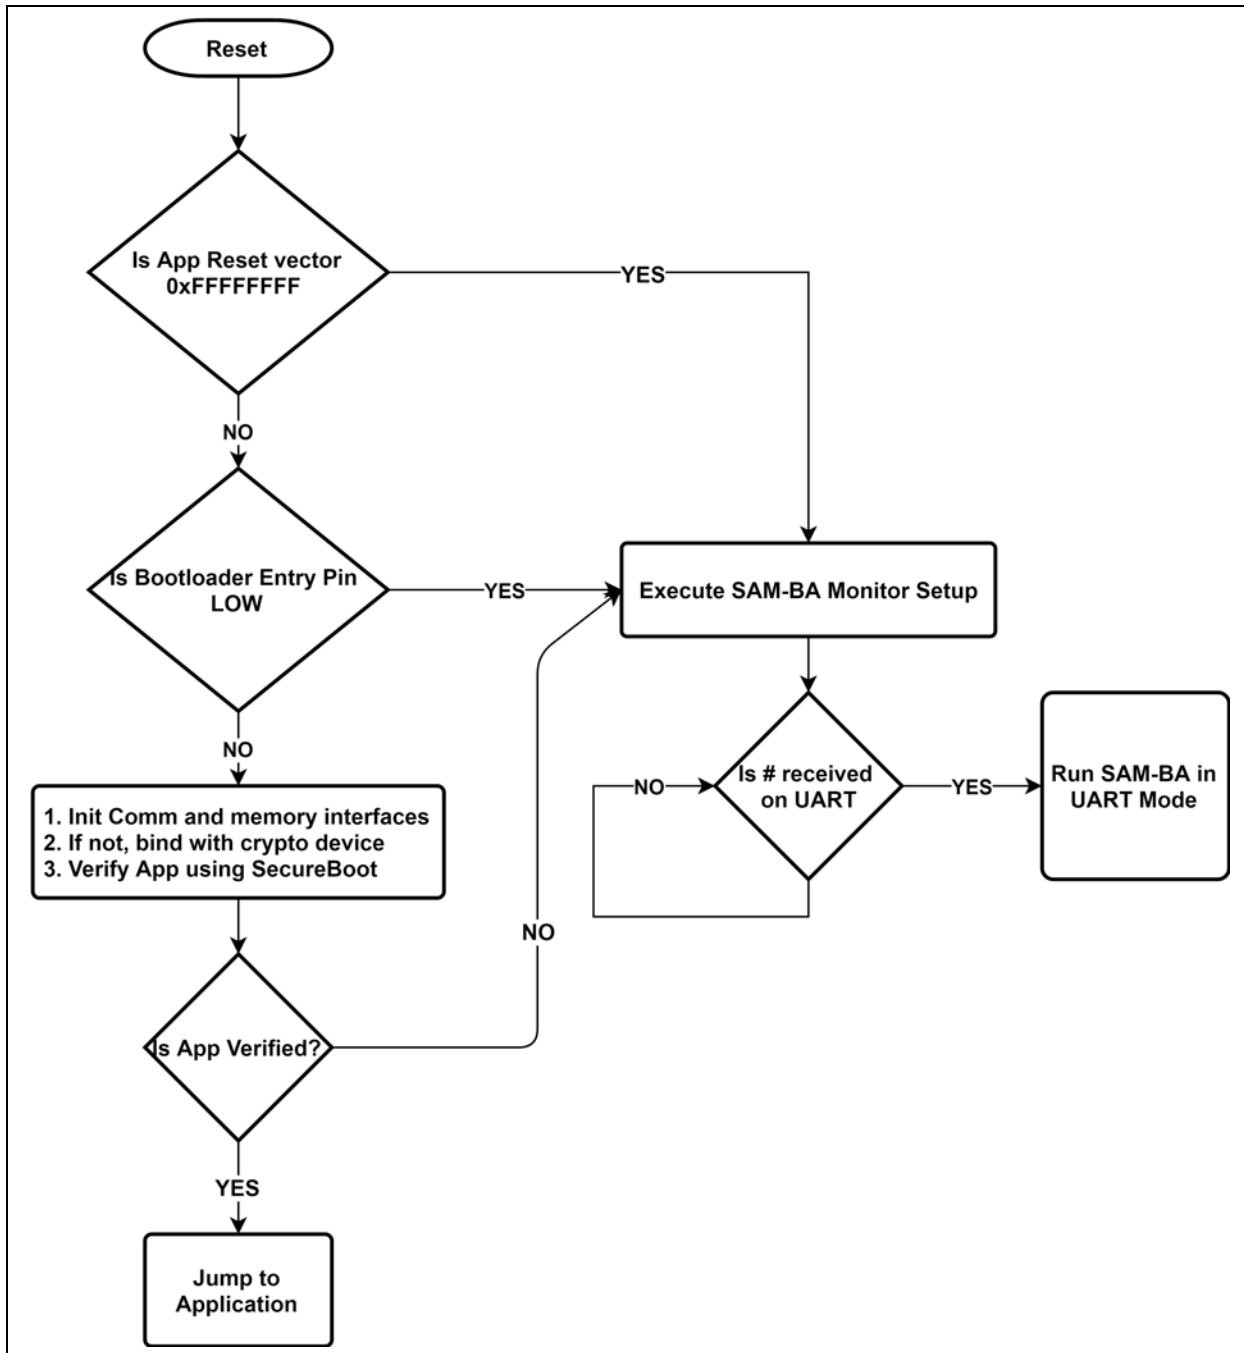 Reset
Is App Reset vector
0xFFFFFFFF
YES
NO
Is Bootloader Entry Pin
LOW
YES
Execute SAM-BA Monitor Setup
NO
1. Init Comm and memory interfaces
2. If not, bind with crypto device
3. Verify App using SecureBoot
Is # received
on UART
NO
YES
Run SAM-BA in
UART Mode
NO
Is App Verified?
YES
Jump to
Application